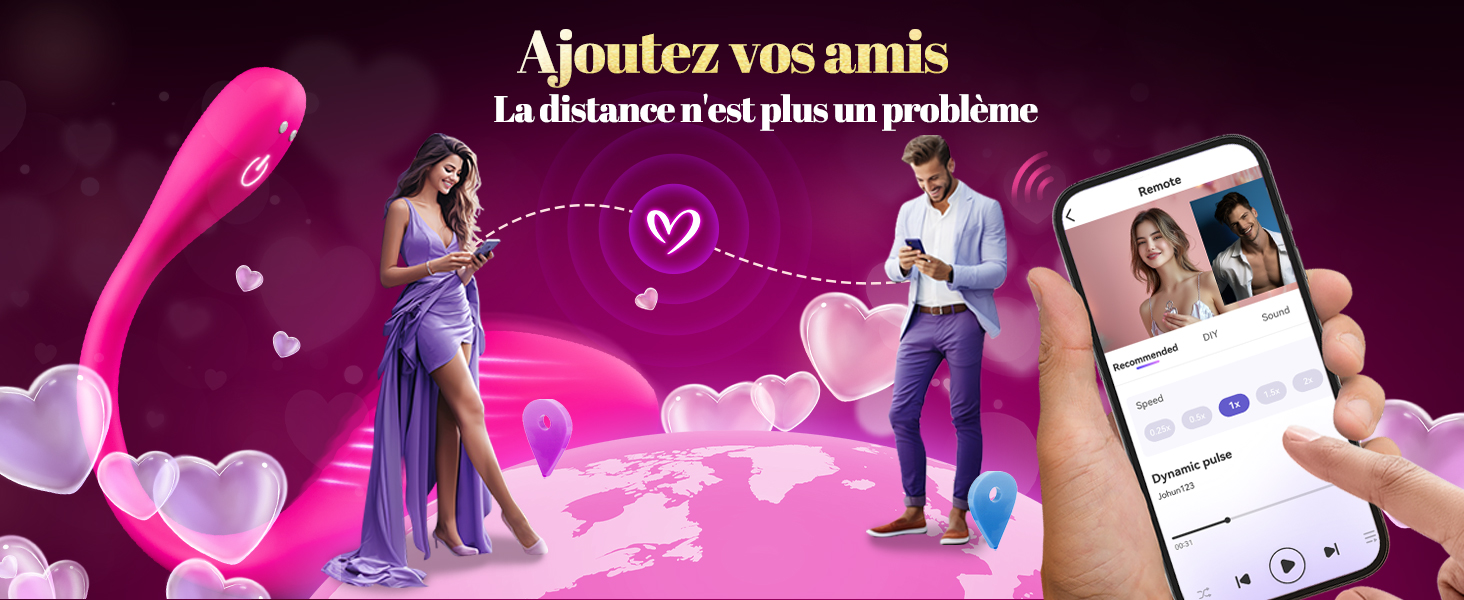 Ajoutez vos amis
La distance n'est plus un problème
Remote
Recommended DIY Sound
Speed
0.25x 0.5x 1x 1.5x 2x
Dynamic pulse
Johun123
00:31